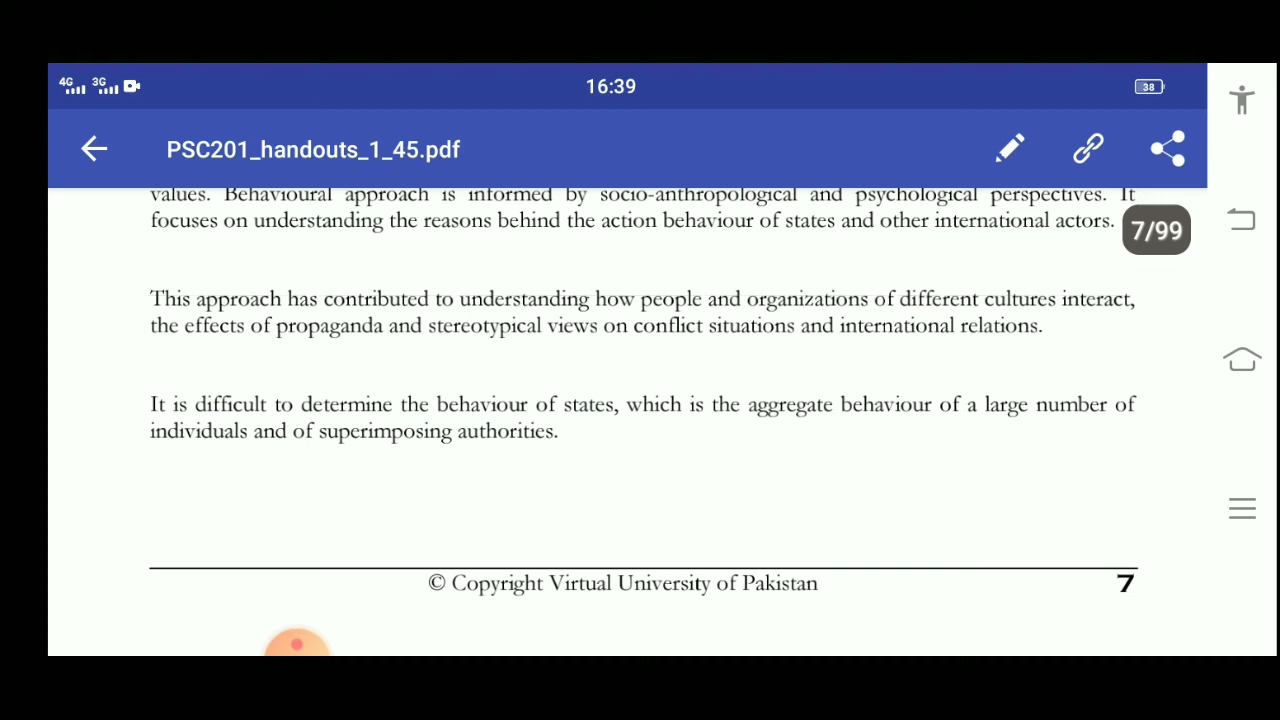 4G 3G 16:39 38
PSC201_handouts_1_45.pdf
values. Behavioural approach is informed by socio-anthropological and psychological perspectives. It
focuses on understanding the reasons behind the action behaviour of states and other international actors.
7/99
This approach has contributed to understanding how people and organizations of different cultures interact,
the effects of propaganda and stereotypical views on conflict situations and international relations.
It is difficult to determine the behaviour of states, which is the aggregate behaviour of a large number of
individuals and of superimposing authorities.
© Copyright Virtual University of Pakistan 7